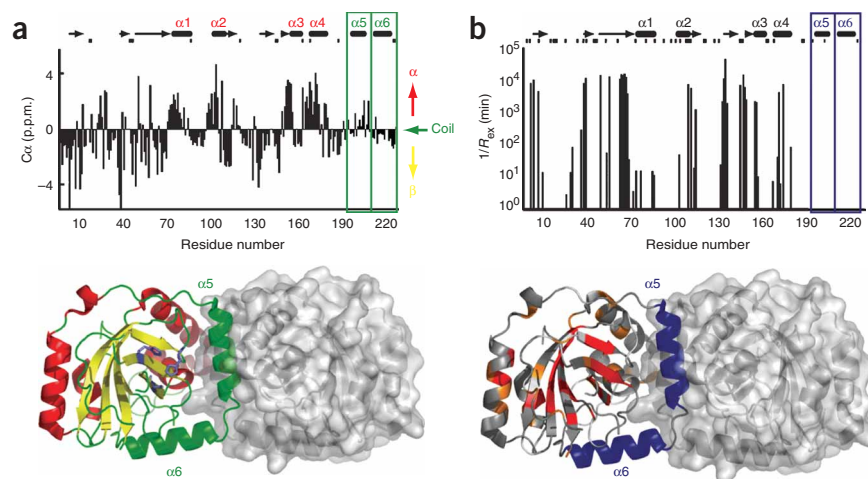 a
α1 α2 α3 α4 α5 α6
Cα (p.p.m.)
4
0
−4
α
Coil
β
10 40 70 100 130 160 190 220
Residue number
α5
α6
b
α1 α2 α3 α4 α5 α6
1/Rex (min)
10^5
10^4
10^3
10^2
10^1
10^0
10 40 70 100 130 160 190 220
Residue number
α5
α6